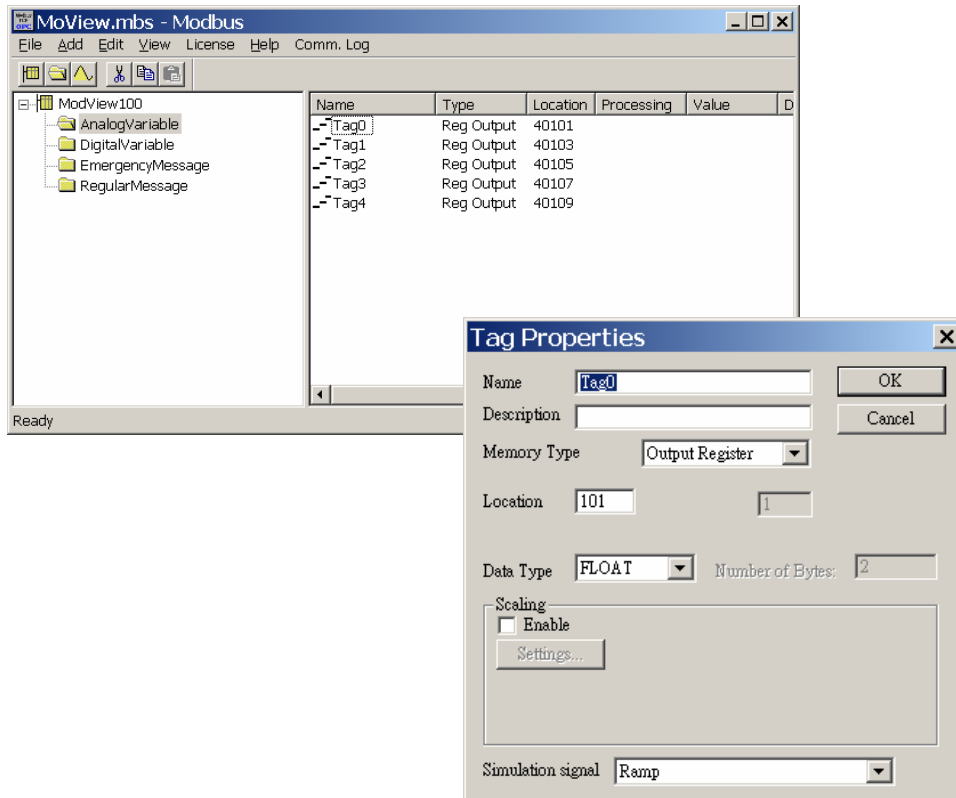 MoView.mbs - Modbus
File Add Edit View License Help Comm. Log
ModView100
AnalogVariable
DigitalVariable
EmergencyMessage
RegularMessage
Name Type Location Processing Value D
Tag0 Reg Output 40101
Tag1 Reg Output 40103
Tag2 Reg Output 40105
Tag3 Reg Output 40107
Tag4 Reg Output 40109
Ready
Tag Properties
Name Tag0 OK
Description Cancel
Memory Type Output Register
Location 101 1
Data Type FLOAT Number of Bytes: 2
Scaling
Enable
Settings...
Simulation signal Ramp